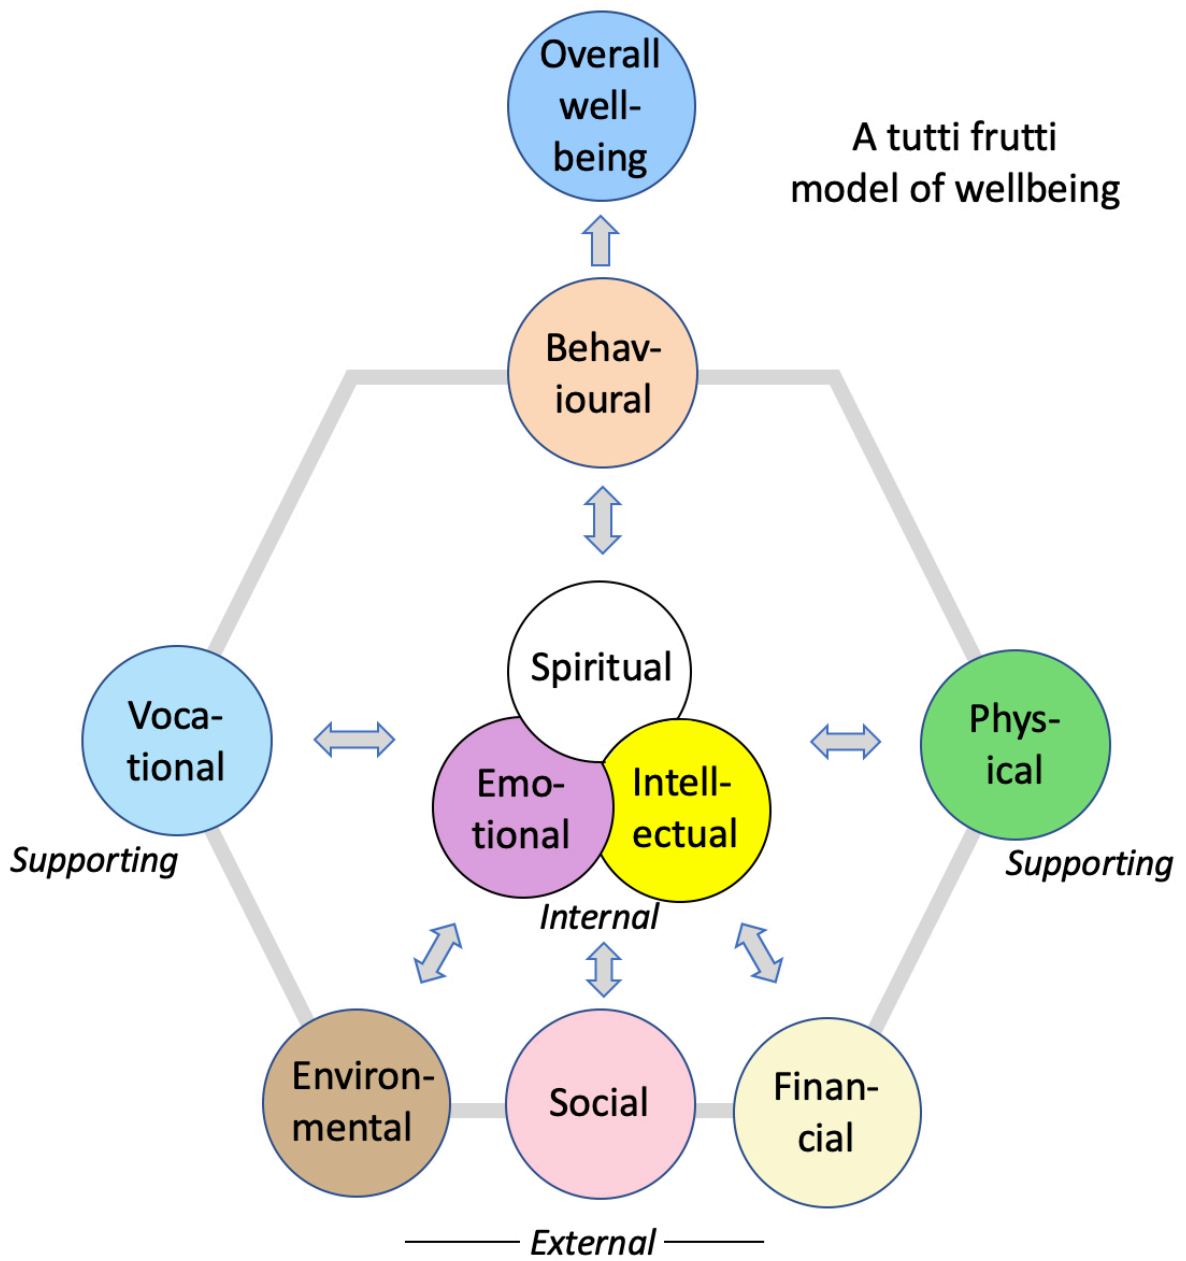 Overall
well-
being
A tutti frutti
model of wellbeing
Behav-
ioural
Spiritual
Voca-
tional
Supporting
Emo-
tional
Intell-
ectual
Internal
Phys-
ical
Supporting
Environ-
mental
Social
Finan-
cial
External